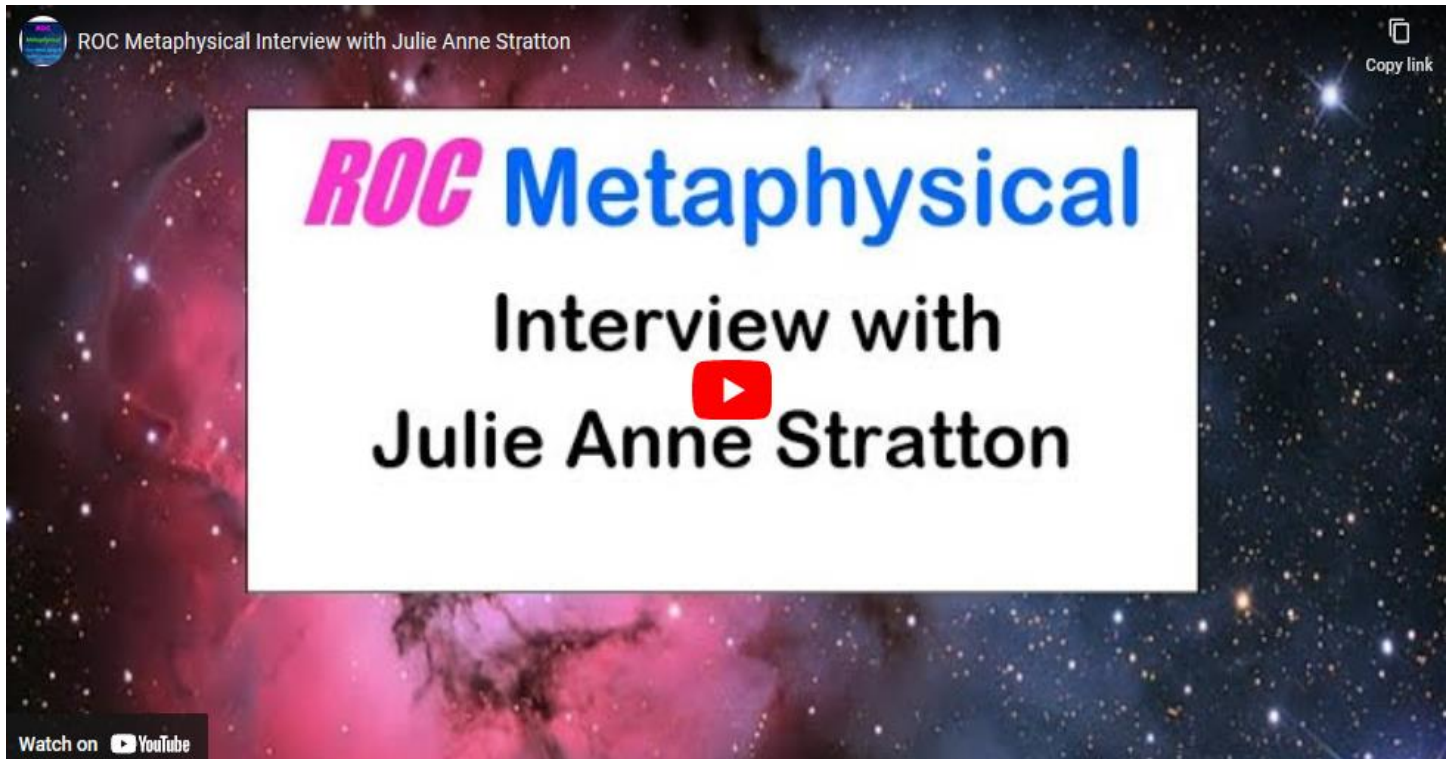 ROC Metaphysical Interview with Julie Anne Stratton
Copy link
ROC Metaphysical
Interview with
Julie Anne Stratton
Watch on YouTube